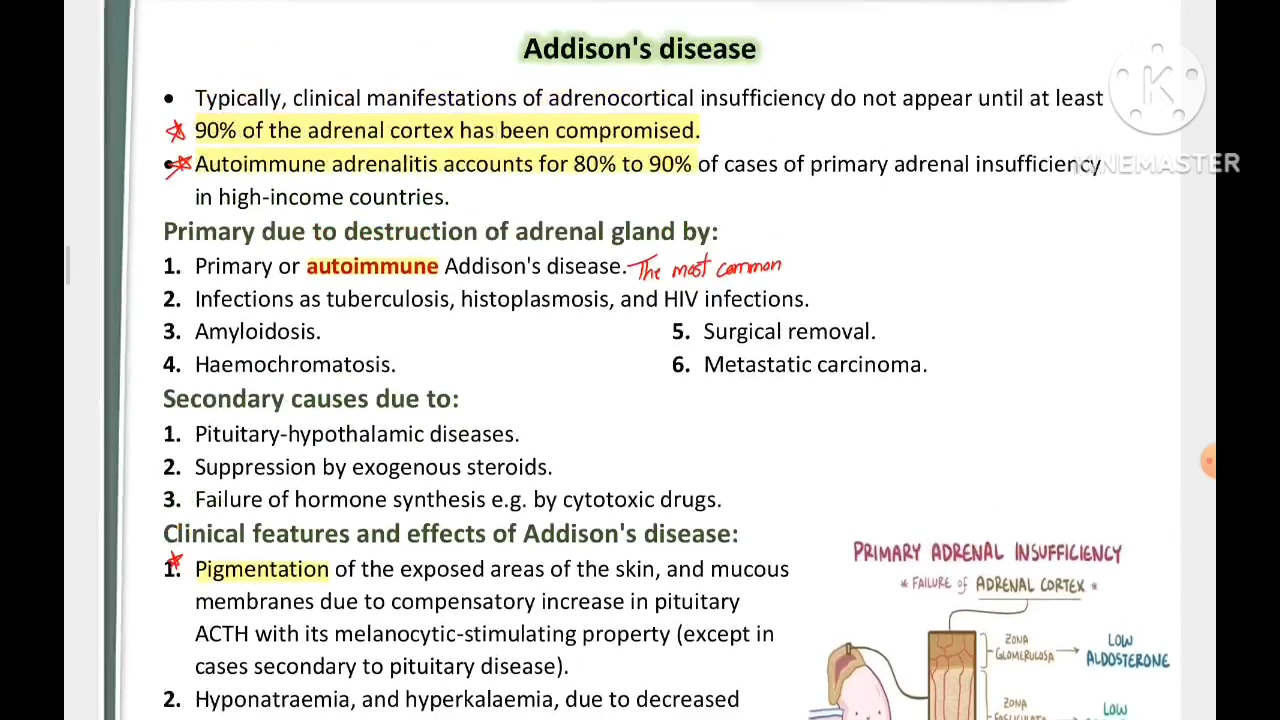 Addison's disease
• Typically, clinical manifestations of adrenocortical insufficiency do not appear until at least
90% of the adrenal cortex has been compromised.
• Autoimmune adrenalitis accounts for 80% to 90% of cases of primary adrenal insufficiency
in high-income countries.
KINEMASTER
Primary due to destruction of adrenal gland by:
1. Primary or autoimmune Addison's disease. The most common
2. Infections as tuberculosis, histoplasmosis, and HIV infections.
3. Amyloidosis.
5. Surgical removal.
4. Haemochromatosis.
6. Metastatic carcinoma.
Secondary causes due to:
1. Pituitary-hypothalamic diseases.
2. Suppression by exogenous steroids.
3. Failure of hormone synthesis e.g. by cytotoxic drugs.
Clinical features and effects of Addison's disease:
1. Pigmentation of the exposed areas of the skin, and mucous
membranes due to compensatory increase in pituitary
ACTH with its melanocytic-stimulating property (except in
cases secondary to pituitary disease).
2. Hyponatraemia, and hyperkalaemia, due to decreased
PRIMARY ADRENAL INSUFFICIENCY
* FAILURE of ADRENAL CORTEX *
ZONA
GLOMERULOSA
LOW
ALDOSTERONE
ZONA
LOW